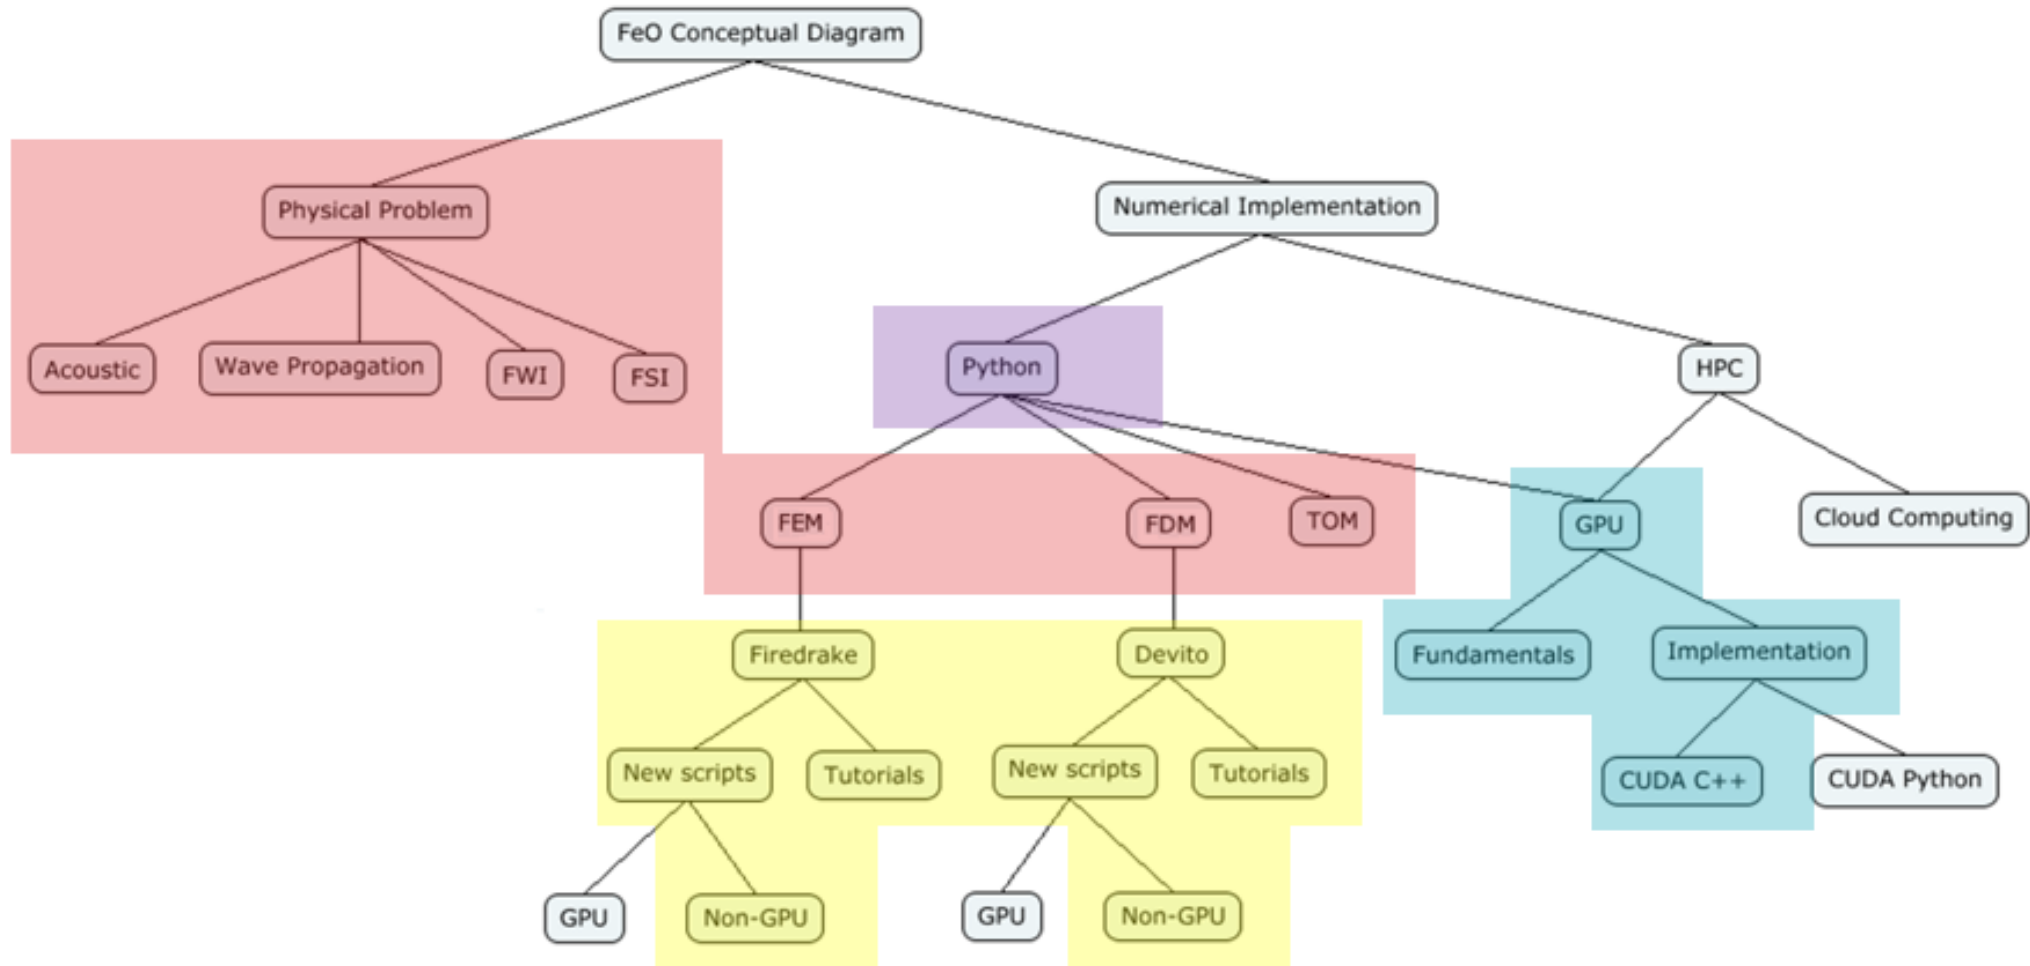 FeO Conceptual Diagram
Physical Problem
Numerical Implementation
Acoustic
Wave Propagation
FWI
FSI
Python
HPC
FEM
FDM
TOM
GPU
Cloud Computing
Firedrake
Devito
Fundamentals
Implementation
New scripts
Tutorials
New scripts
Tutorials
CUDA C++
CUDA Python
GPU
Non-GPU
GPU
Non-GPU